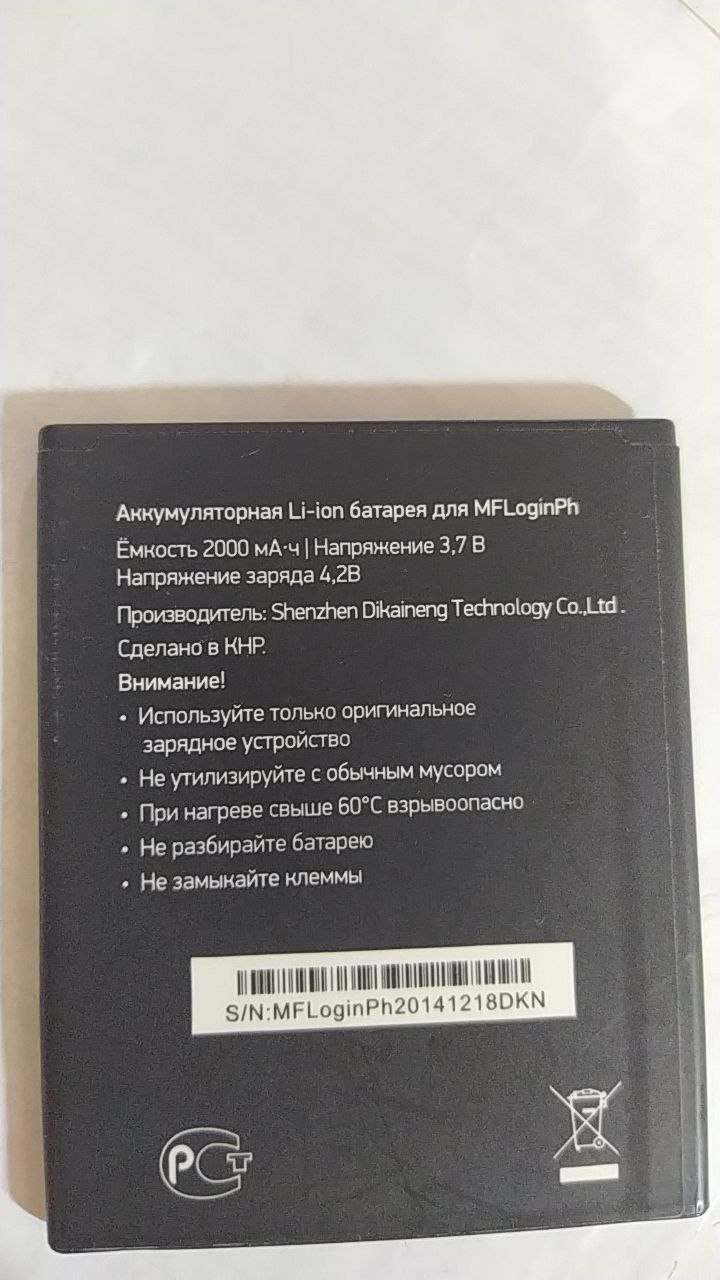 Аккумуляторная Li-ion батарея для MFLoginPh
Ёмкость 2000 мА·ч | Напряжение 3,7 В
Напряжение заряда 4,2В
Производитель: Shenzhen Dikaineng Technology Co.,Ltd .
Сделано в КНР.
Внимание!
• Используйте только оригинальное
зарядное устройство
• Не утилизируйте с обычным мусором
• При нагреве свыше 60°С взрывоопасно
• Не разбирайте батарею
• Не замыкайте клеммы
S/N:MFLoginPh20141218DKN
РСТ